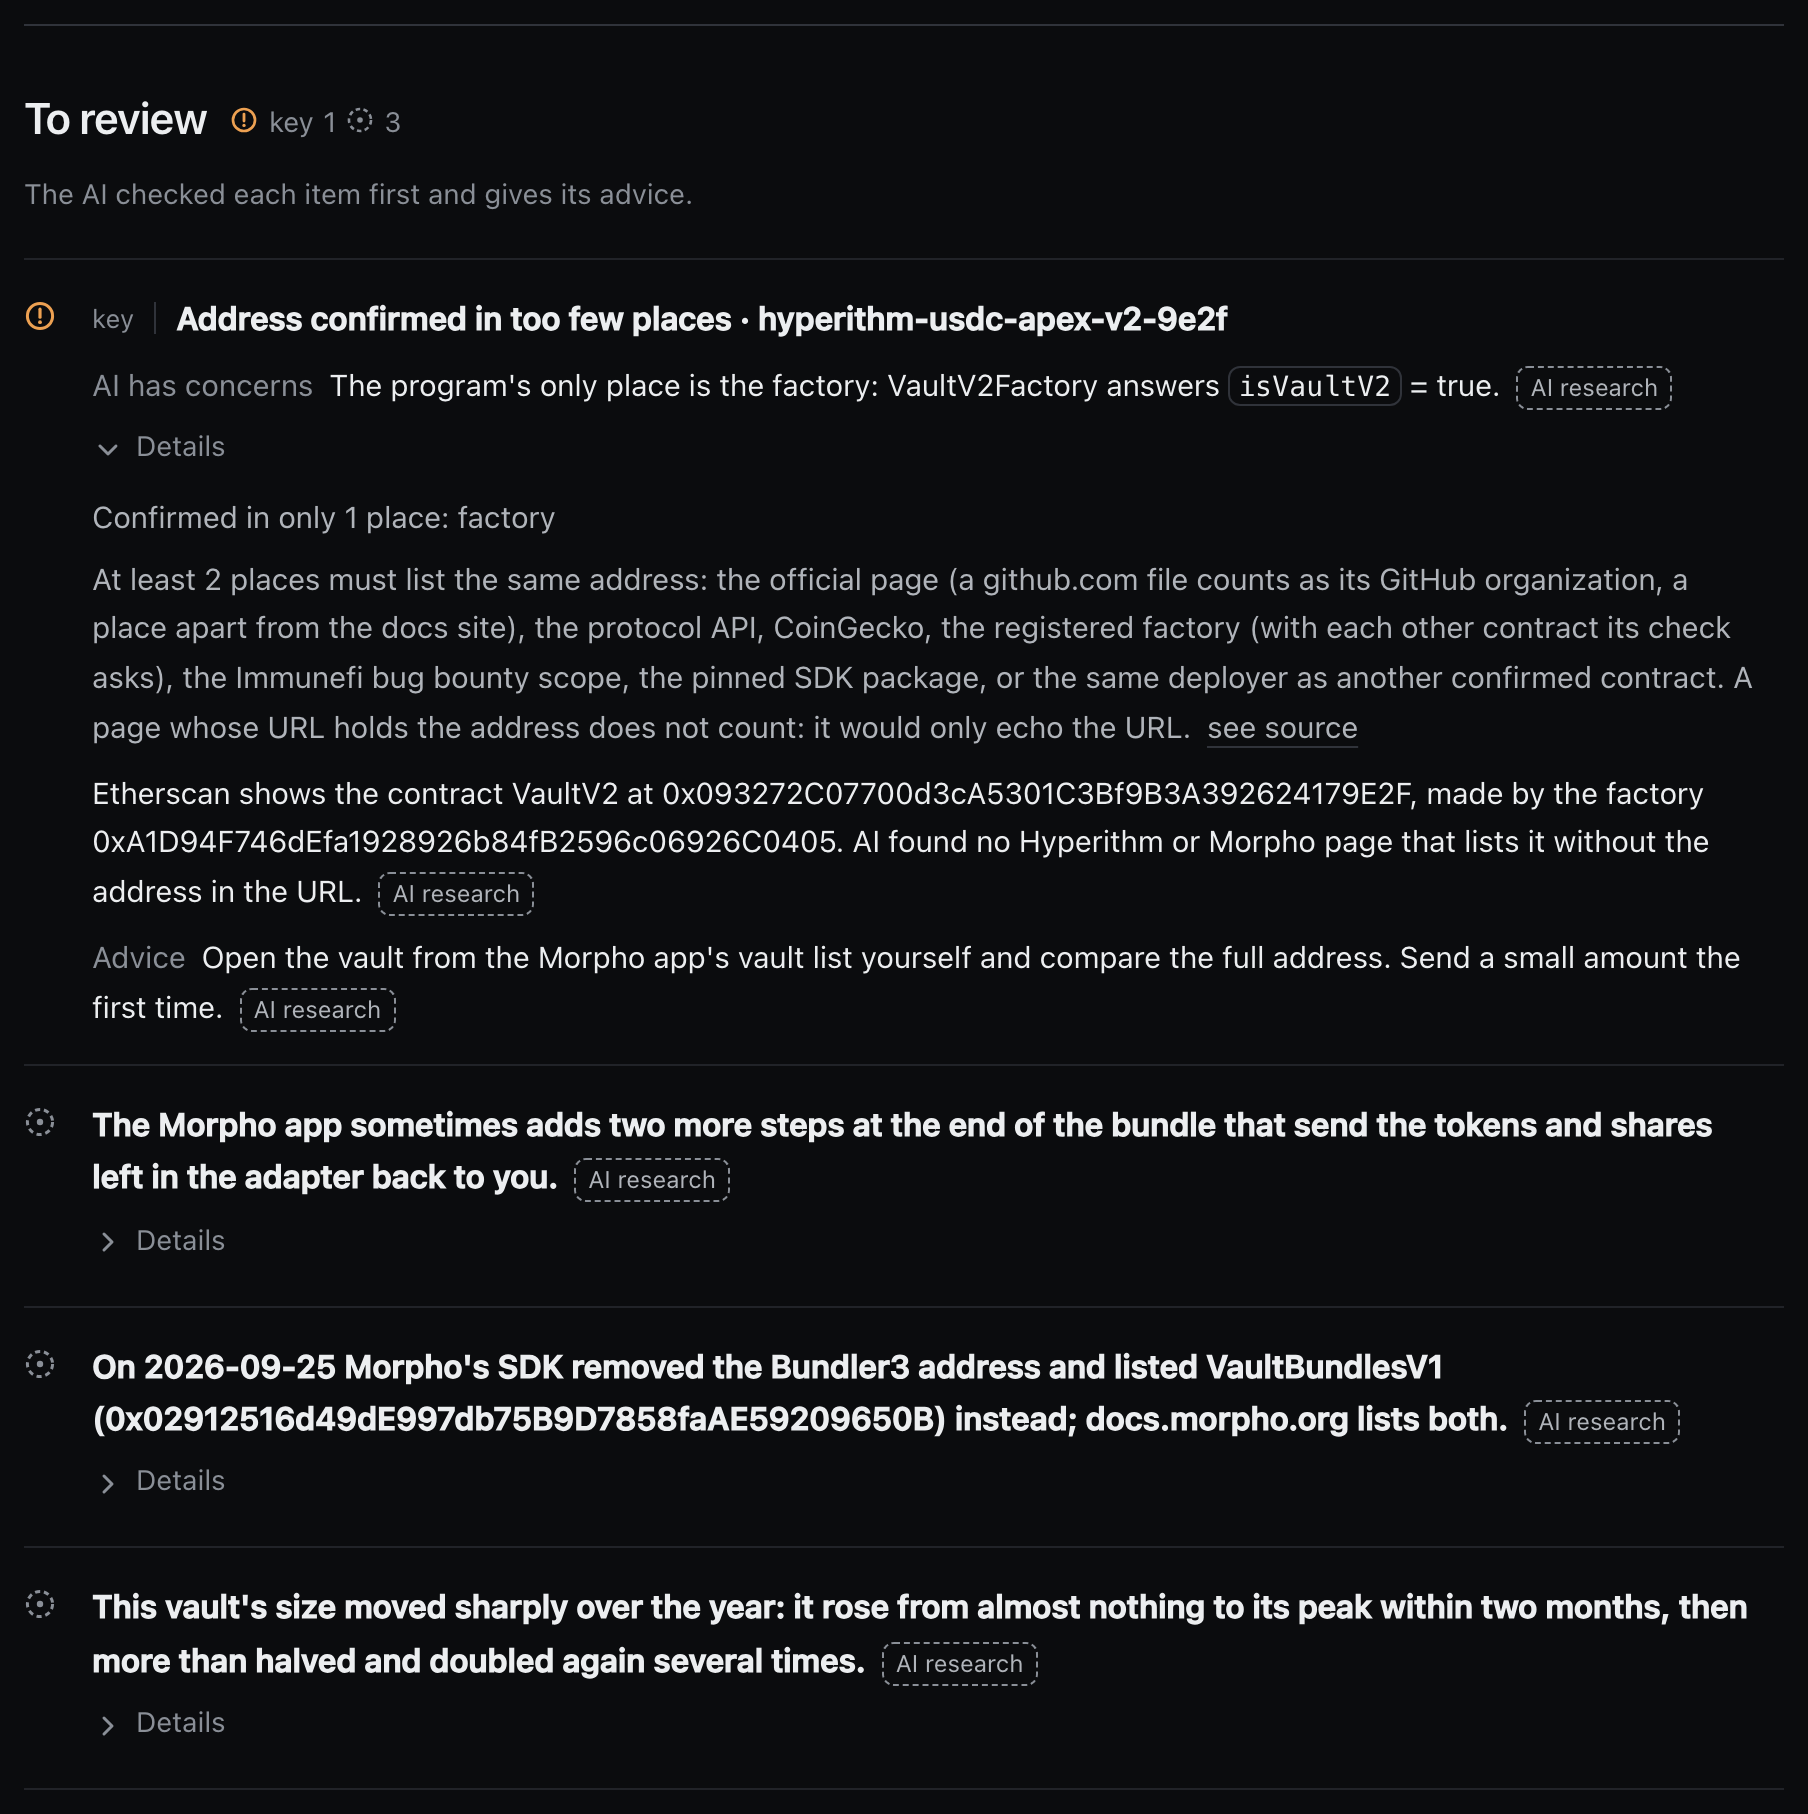 To review key 1 3
The AI checked each item first and gives its advice.
key Address confirmed in too few places · hyperithm-usdc-apex-v2-9e2f
AI has concerns The program's only place is the factory: VaultV2Factory answers isVaultV2 = true. AI research
Details
Confirmed in only 1 place: factory
At least 2 places must list the same address: the official page (a github.com file counts as its GitHub organization, a
place apart from the docs site), the protocol API, CoinGecko, the registered factory (with each other contract its check
asks), the Immunefi bug bounty scope, the pinned SDK package, or the same deployer as another confirmed contract. A
page whose URL holds the address does not count: it would only echo the URL. see source
Etherscan shows the contract VaultV2 at 0x093272C07700d3cA5301C3Bf9B3A392624179E2F, made by the factory
0xA1D94F746dEfa1928926b84fB2596c06926C0405. AI found no Hyperithm or Morpho page that lists it without the
address in the URL. AI research
Advice Open the vault from the Morpho app's vault list yourself and compare the full address. Send a small amount the
first time. AI research
The Morpho app sometimes adds two more steps at the end of the bundle that send the tokens and shares
left in the adapter back to you. AI research
Details
On 2026-09-25 Morpho's SDK removed the Bundler3 address and listed VaultBundlesV1
(0x02912516d49dE997db75B9D7858faAE59209650B) instead; docs.morpho.org lists both. AI research
Details
This vault's size moved sharply over the year: it rose from almost nothing to its peak within two months, then
more than halved and doubled again several times. AI research
Details